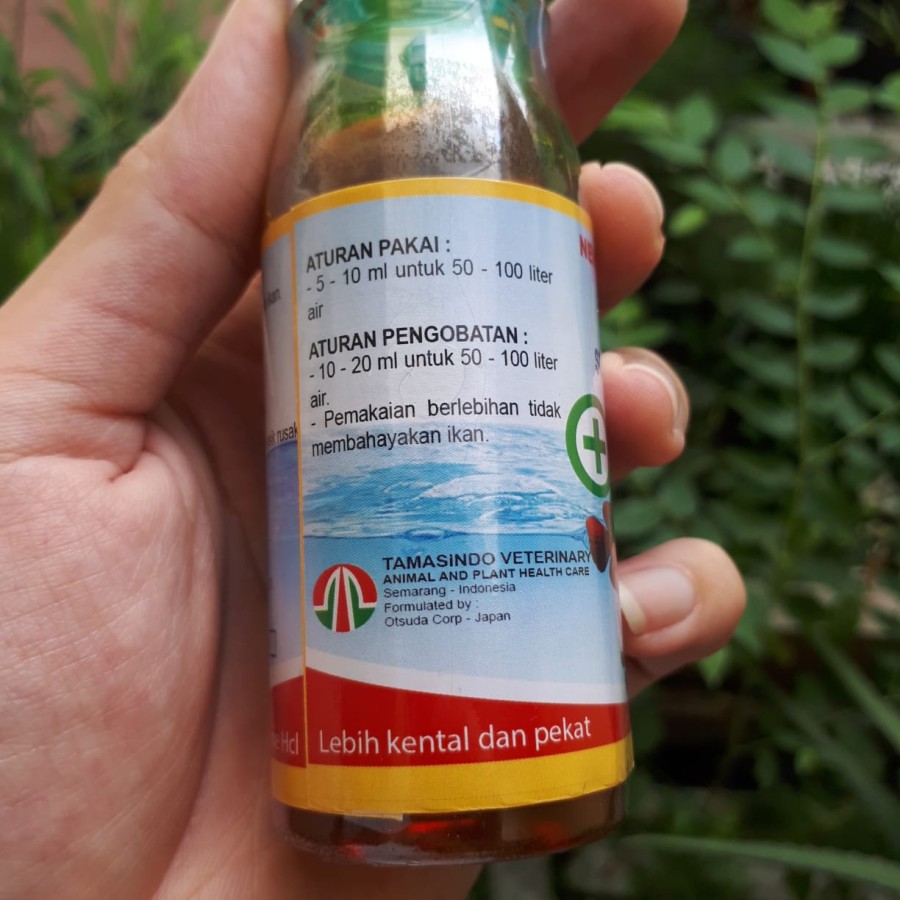 ATURAN PAKAI :
- 5 - 10 ml untuk 50 - 100 liter
air
ATURAN PENGOBATAN :
- 10 - 20 ml untuk 50 - 100 liter
air.
- Pemakaian berlebihan tidak
membahayakan ikan.
rusak
TAMASiNDO VETERINARY
ANIMAL AND PLANT HEALTH CARE
Semarang - Indonesia
Formulated by :
Otsuda Corp - Japan
Hcl
Lebih kental dan pekat